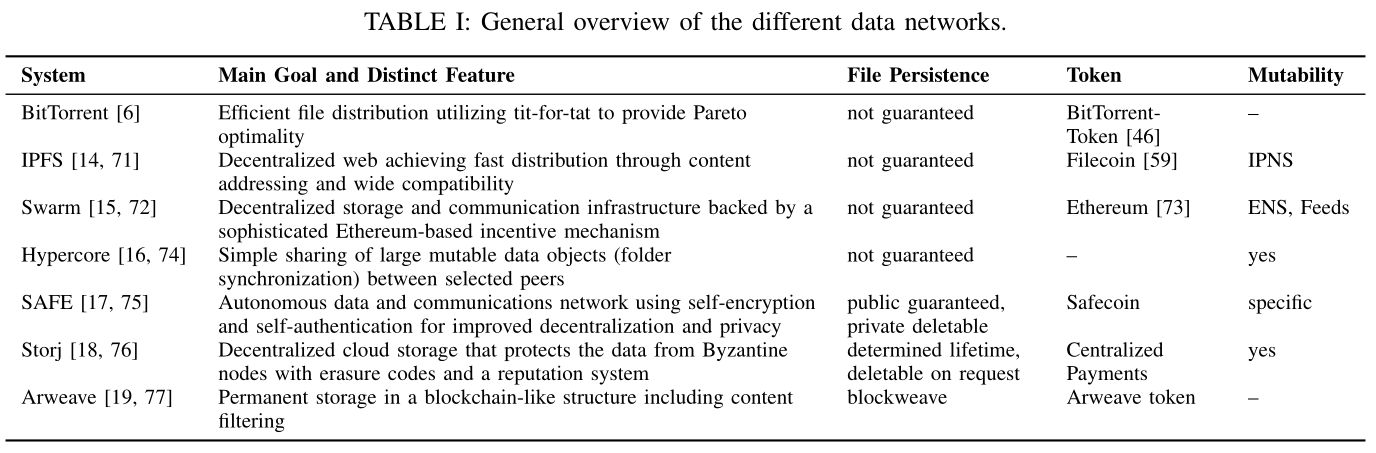 TABLE I: General overview of the different data networks.
System Main Goal and Distinct Feature File Persistence Token Mutability
BitTorrent [6] Efficient file distribution utilizing tit-for-tat to provide Pareto not guaranteed BitTorrent- –
optimality Token [46]
IPFS [14, 71] Decentralized web achieving fast distribution through content not guaranteed Filecoin [59] IPNS
addressing and wide compatibility
Swarm [15, 72] Decentralized storage and communication infrastructure backed by a not guaranteed Ethereum [73] ENS, Feeds
sophisticated Ethereum-based incentive mechanism
Hypercore [16, 74] Simple sharing of large mutable data objects (folder not guaranteed – yes
synchronization) between selected peers
SAFE [17, 75] Autonomous data and communications network using self-encryption public guaranteed, Safecoin specific
and self-authentication for improved decentralization and privacy private deletable
Storj [18, 76] Decentralized cloud storage that protects the data from Byzantine determined lifetime, Centralized yes
nodes with erasure codes and a reputation system deletable on request Payments
Arweave [19, 77] Permanent storage in a blockchain-like structure including content blockweave Arweave token –
filtering